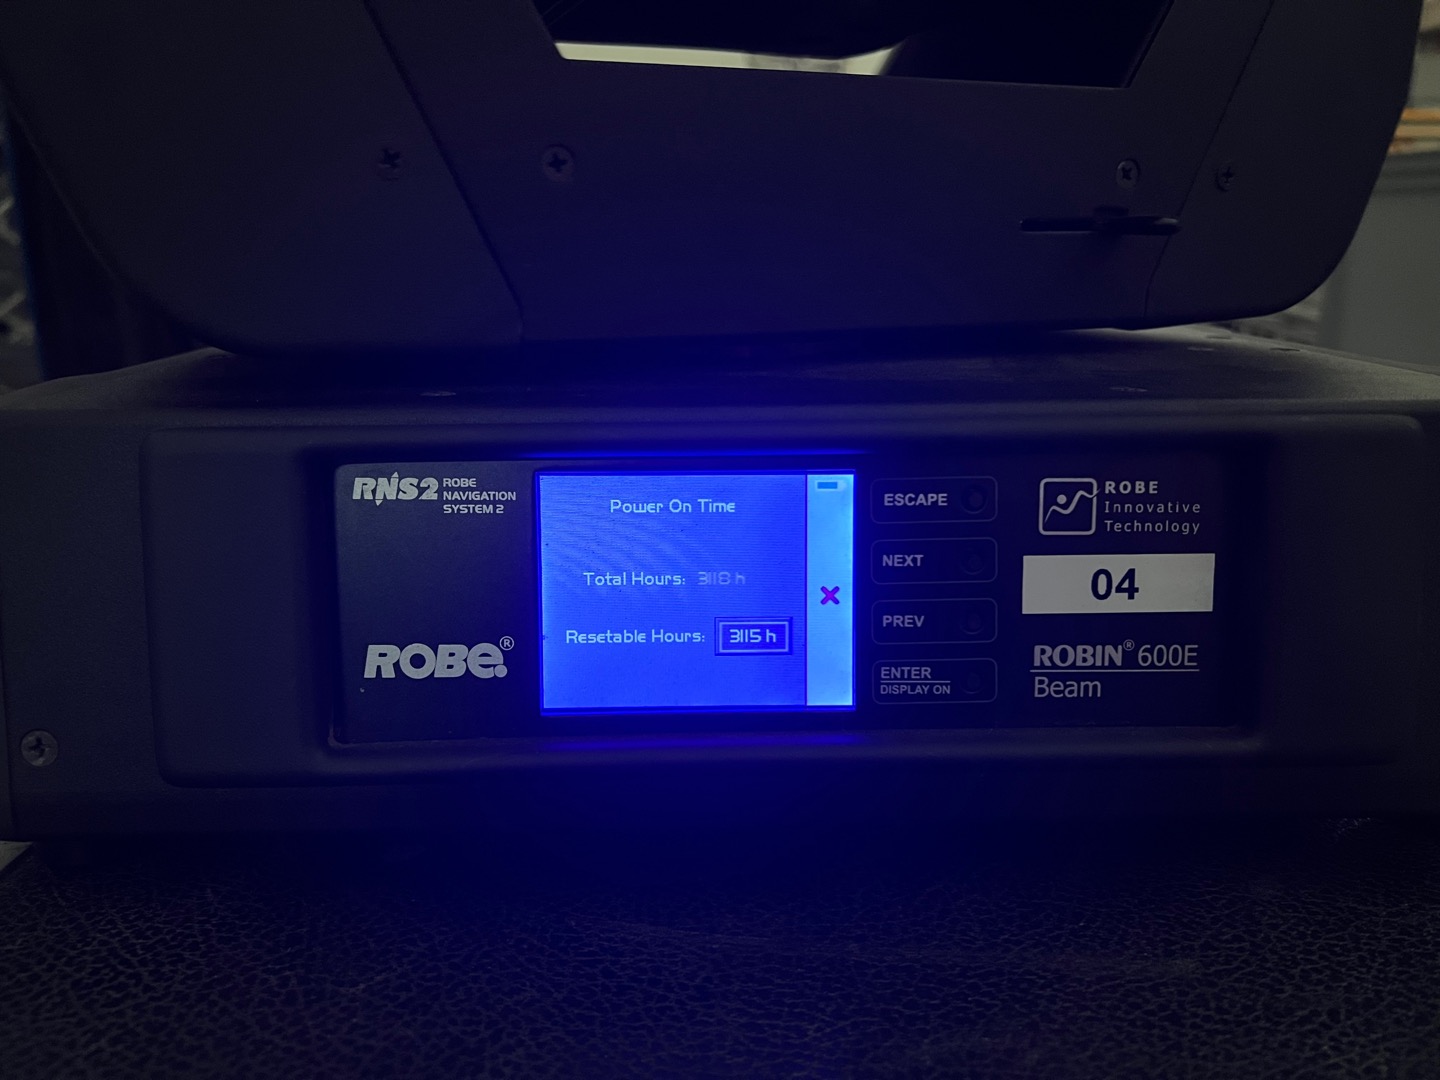 RNS2 ROBE
NAVIGATION
SYSTEM 2
ROBE®
Power On Time
Total Hours: 3118 h
Resetable Hours: 3115 h
ESCAPE
NEXT
PREV
ENTER
DISPLAY ON
ROBE
Innovative
Technology
04
ROBIN® 600E
Beam